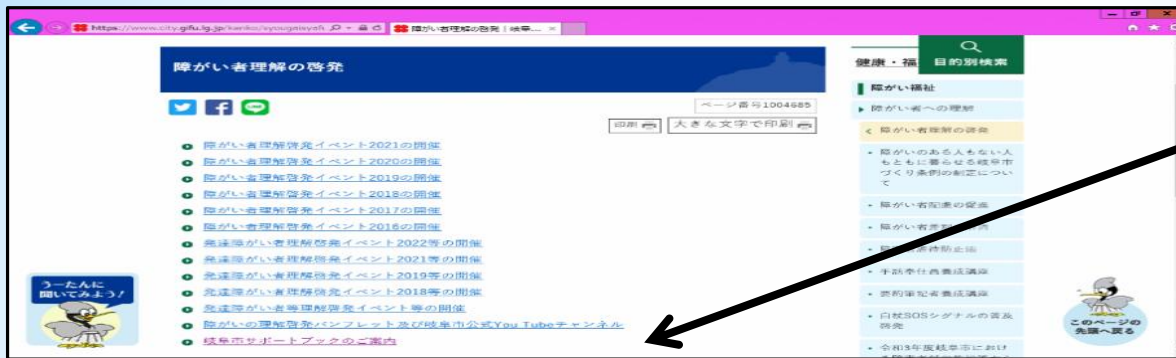 障がい者理解の啓発
ページ番号1004685
印刷
大きな文字で印刷
障がい者理解啓発イベント2021の開催
障がい者理解啓発イベント2020の開催
障がい者理解啓発イベント2019の開催
障がい者理解啓発イベント2018の開催
障がい者理解啓発イベント2017の開催
障がい者理解啓発イベント2016の開催
発達障がい者理解啓発イベント2022等の開催
発達障がい者理解啓発イベント2021等の開催
発達障がい者理解啓発イベント2019等の開催
発達障がい者理解啓発イベント2018等の開催
発達障がい者等理解啓発イベント等の開催
障がいの理解啓発パンフレット及び岐阜市公式You Tubeチャンネル
岐阜市サポートブックのご案内
うーたんに
聞いてみよう!
健康・福
目的別検索
障がい福祉
障がい者への理解
障がい者理解の啓発
障がいのある人もない人
もともに暮らせる岐阜市
づくり条例の制定につい
て
障がい者配慮の促進
障がい者差別
手話奉仕員養成講座
要約筆記者養成講座
白杖SOSシグナルの普及
啓発
令和3年度岐阜市におけ
このページの
先頭へ戻る